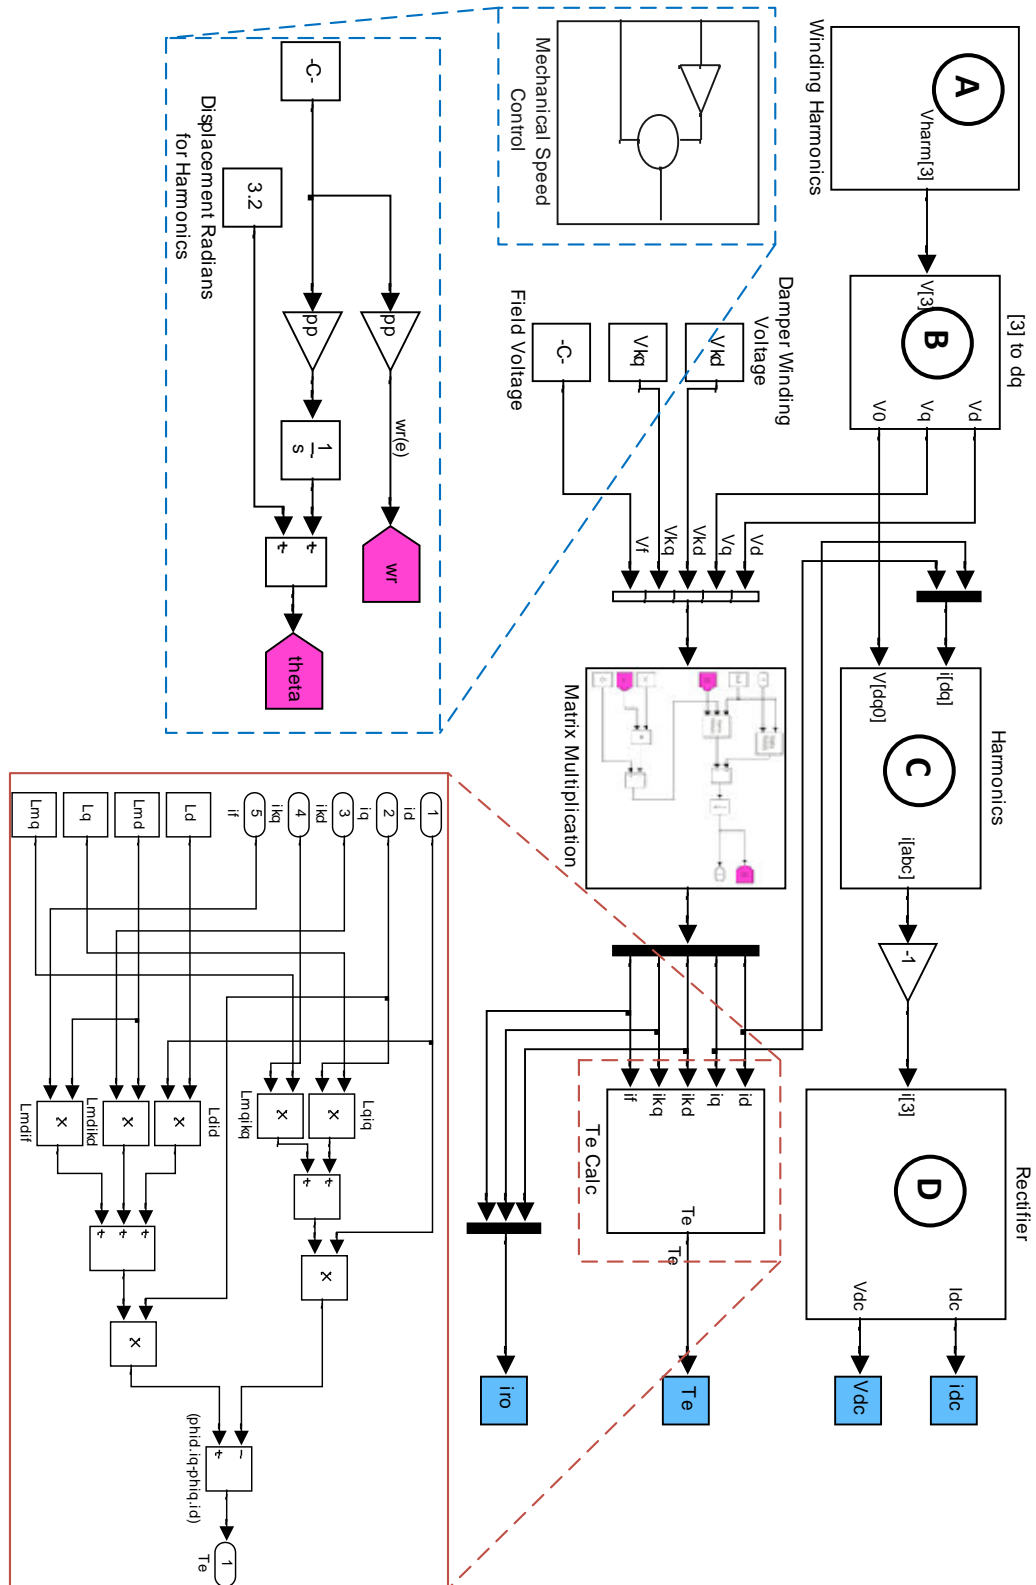 Winding Harmonics
A
Vharm[3]
[3] to dq
V[3]
B
Vd
Vq
V0
Harmonics
i[dq]
V[dq0]
C
i[abc]
-1
Rectifier
i[3]
D
Idc
Vdc
idc
Vdc
Mechanical Speed
Control
Damper Winding
Voltage
Vkd
Vkq
-C-
Field Voltage
Vd
Vq
Vkd
Vkq
Vf
Matrix Multiplication
id
iq
ikd
ikq
if
Te
Te Calc
Te
Te
iro
-C-
3.2
Displacement Radians
for Harmonics
pp
pp
wr(e)
1
s
+
+
wr
theta
1
id
2
iq
3
ikd
4
ikq
5
if
Ld
Lmd
Lq
Lmq
x
Lqiq
x
Lmqikq
x
Ldid
x
Lmdikd
x
Lmdif
+
+
+
+
+
x
x
−
+
(phid.iq-phiq.id)
1
Te